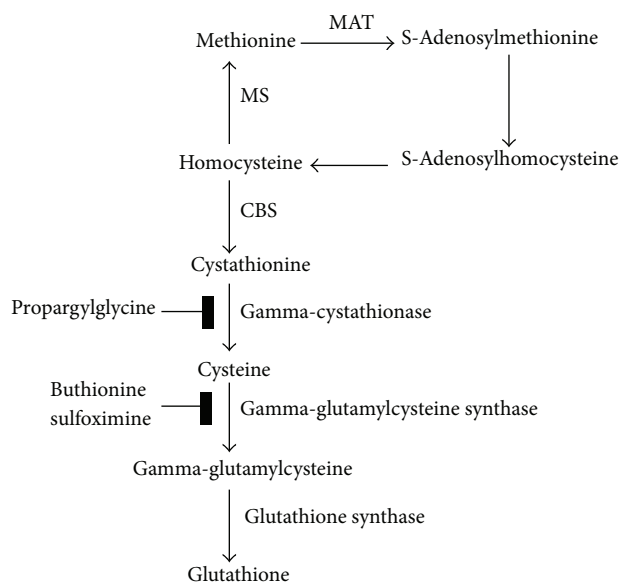 MAT
Methionine
S-Adenosylmethionine
MS
Homocysteine
S-Adenosylhomocysteine
CBS
Cystathionine
Propargylglycine
Gamma-cystathionase
Cysteine
Buthionine
sulfoximine
Gamma-glutamylcysteine synthase
Gamma-glutamylcysteine
Glutathione synthase
Glutathione